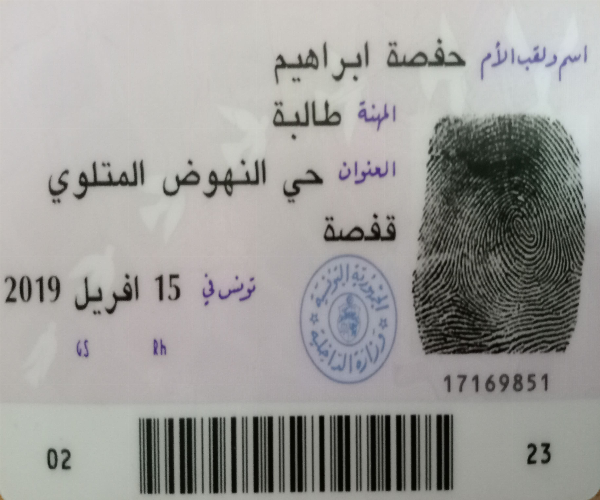 اسم ولقب الأم حفصة ابراهيم
المهنة طالبة
العنوان حي النهوض المتلوي
قفصة
تونس في 15 افريل 2019
GS Rh
الجمهورية التونسية
وزارة الداخلية
17169851
02 23